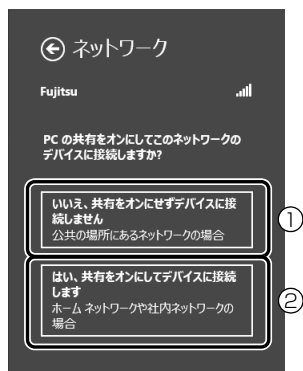 ネットワーク
Fujitsu
PC の共有をオンにしてこのネットワークの
デバイスに接続しますか?
いいえ、共有をオンにせずデバイスに接
続しません
公共の場所にあるネットワークの場合
①
はい、共有をオンにしてデバイスに接続
します
ホーム ネットワークや社内ネットワークの
場合
②